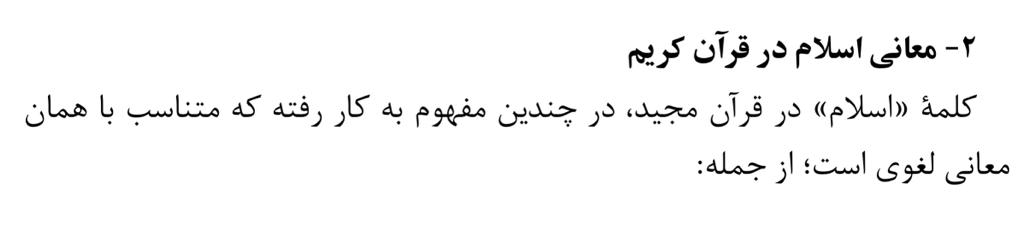 ۲- معانی اسلام در قرآن کریم
کلمهٔ «اسلام» در قرآن مجید، در چندین مفهوم به کار رفته که متناسب با همان
معانی لغوی است؛ از جمله: